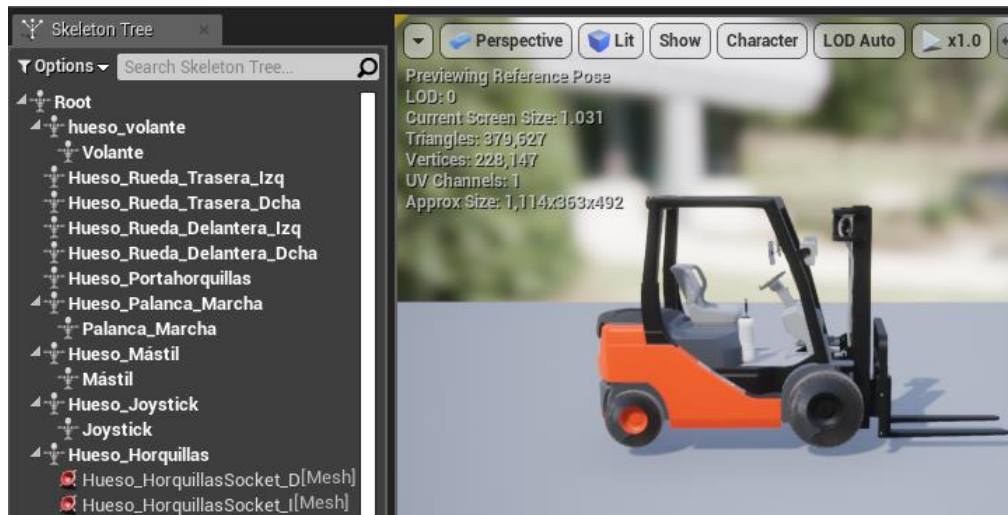 Skeleton Tree
Options
Search Skeleton Tree...
Root
hueso_volante
Volante
Hueso_Rueda_Trasera_Izq
Hueso_Rueda_Trasera_Dcha
Hueso_Rueda_Delantera_Izq
Hueso_Rueda_Delantera_Dcha
Hueso_Portahorquillas
Hueso_Palanca_Marcha
Palanca_Marcha
Hueso_Mástil
Mástil
Hueso_Joystick
Joystick
Hueso_Horquillas
Hueso_HorquillasSocket_D[Mesh]
Hueso_HorquillasSocket_I[Mesh]
Perspective Lit Show Character LOD Auto x1.0
Previewing Reference Pose
LOD: 0
Current Screen Size: 1.031
Triangles: 379,627
Vertices: 228,147
UV Channels: 1
Approx Size: 1,114x363x492